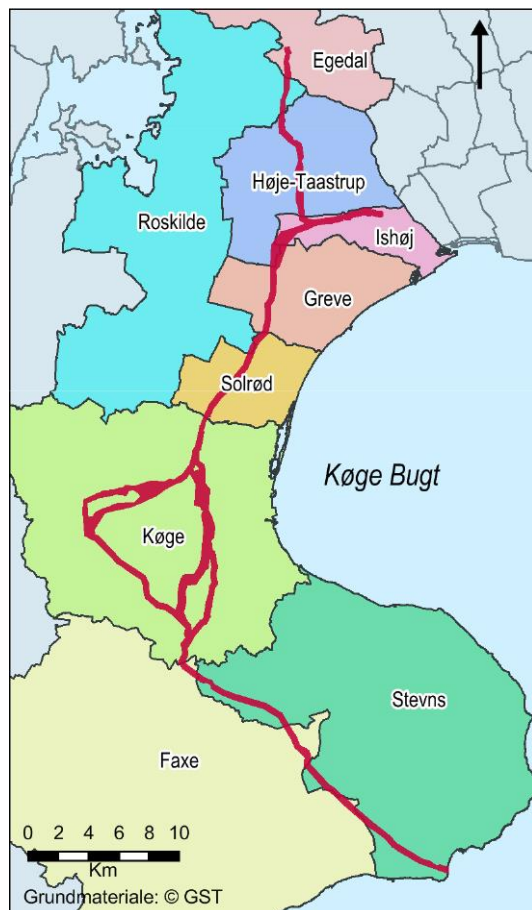 Egedal
Høje-Taastrup
Roskilde
Ishøj
Greve
Solrød
Køge Bugt
Køge
Stevns
Faxe
0 2 4 6 8 10
Km
Grundmateriale: © GST